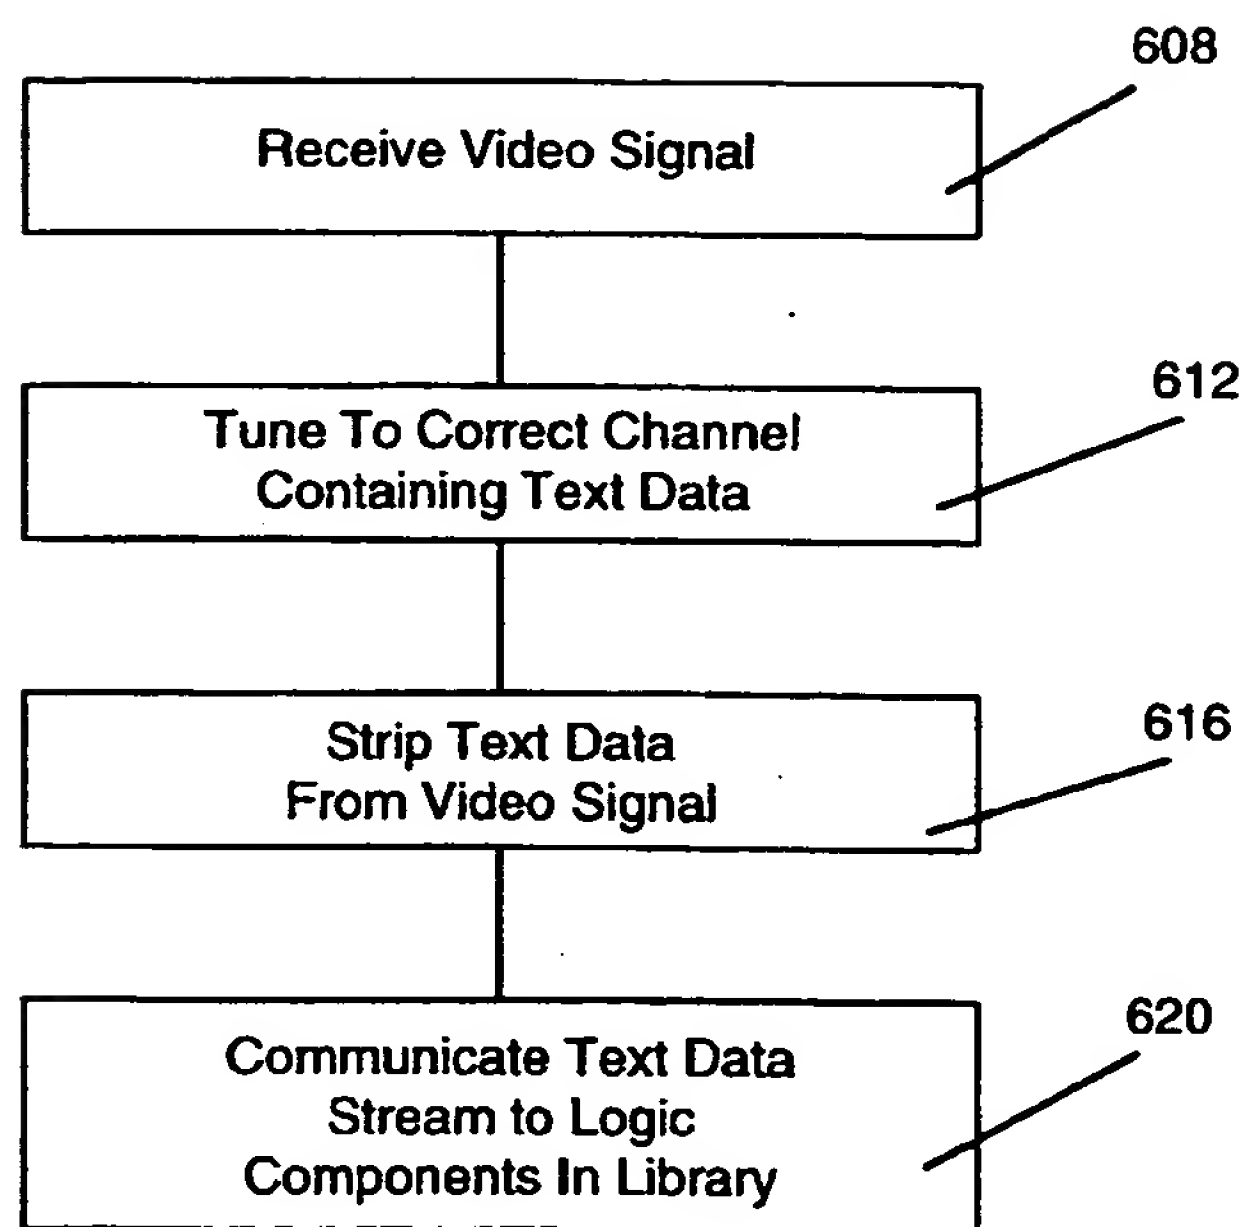 608
Receive Video Signal
612
Tune To Correct Channel
Containing Text Data
616
Strip Text Data
From Video Signal
620
Communicate Text Data
Stream to Logic
Components In Library